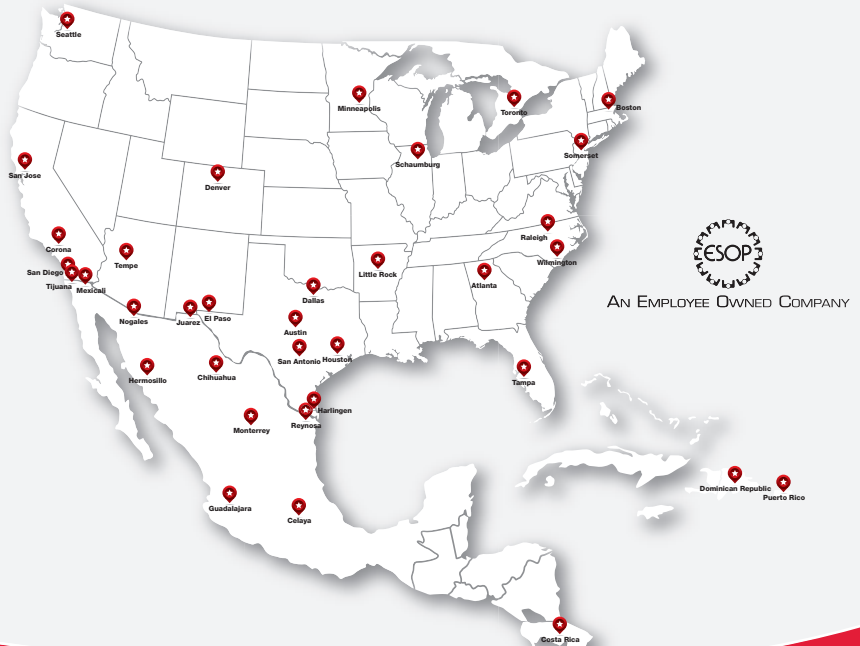 Seattle
Minneapolis
Toronto
Boston
Schaumburg
Somerset
San Jose
Denver
Raleigh
Corona
Wilmington
Tempe
San Diego
Little Rock
Tijuana
Mexicali
Atlanta
ESOP
An Employee Owned Company
Dallas
Nogales
Juarez
El Paso
Austin
San Antonio
Houston
Hermosillo
Chihuahua
Tampa
Harlingen
Reynosa
Monterrey
Dominican Republic
Puerto Rico
Guadalajara
Celaya
Costa Rica